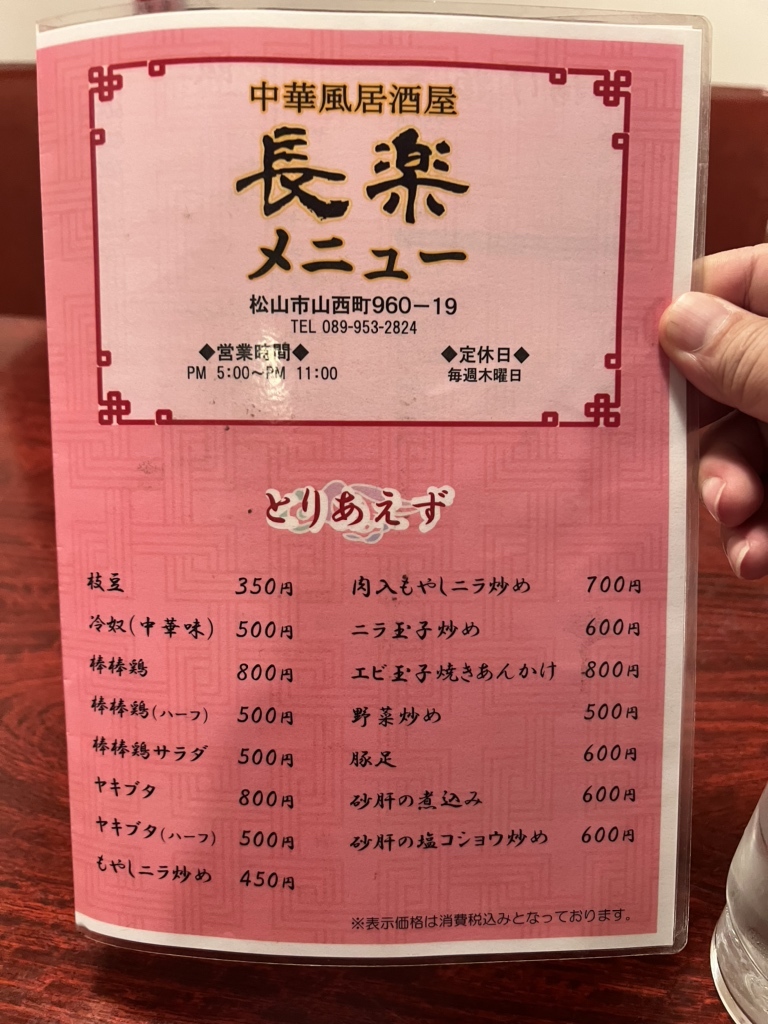 中華風居酒屋
長楽
メニュー
松山市山西町960−19
TEL 089-953-2824
◆営業時間◆
PM 5:00〜PM 11:00
◆定休日◆
毎週木曜日
とりあえず
枝豆 350円
冷奴(中華味) 500円
棒棒鶏 800円
棒棒鶏(ハーフ) 500円
棒棒鶏サラダ 500円
ヤキブタ 800円
ヤキブタ(ハーフ) 500円
もやしニラ炒め 450円
肉入もやしニラ炒め 700円
ニラ玉子炒め 600円
エビ玉子焼きあんかけ 800円
野菜炒め 500円
豚足 600円
砂肝の煮込み 600円
砂肝の塩コショウ炒め 600円
※表示価格は消費税込みとなっております。